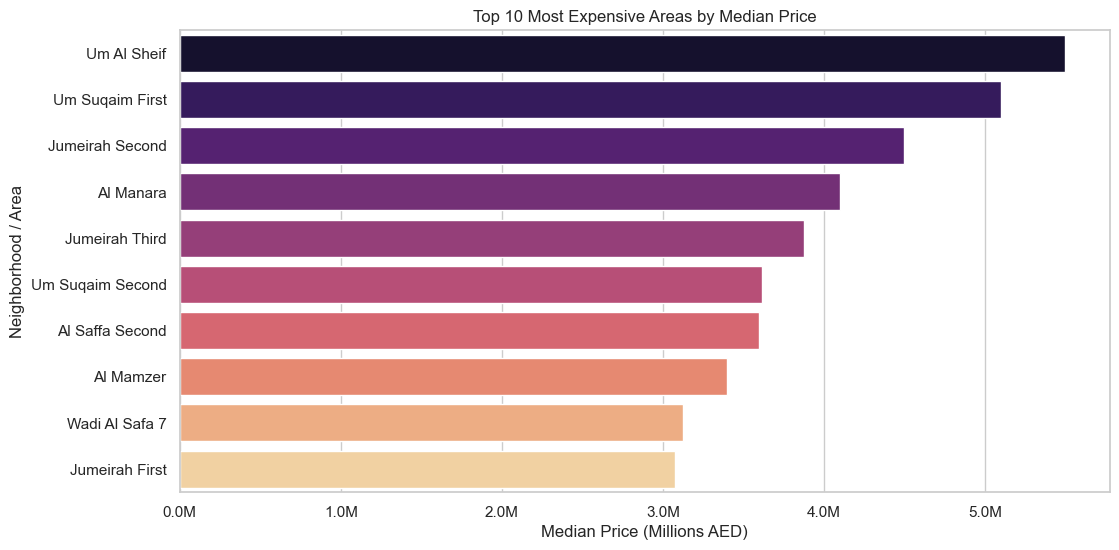 Top 10 Most Expensive Areas by Median Price
Neighborhood / Area
Um Al Sheif
Um Suqaim First
Jumeirah Second
Al Manara
Jumeirah Third
Um Suqaim Second
Al Saffa Second
Al Mamzer
Wadi Al Safa 7
Jumeirah First
0.0M 1.0M 2.0M 3.0M 4.0M 5.0M
Median Price (Millions AED)